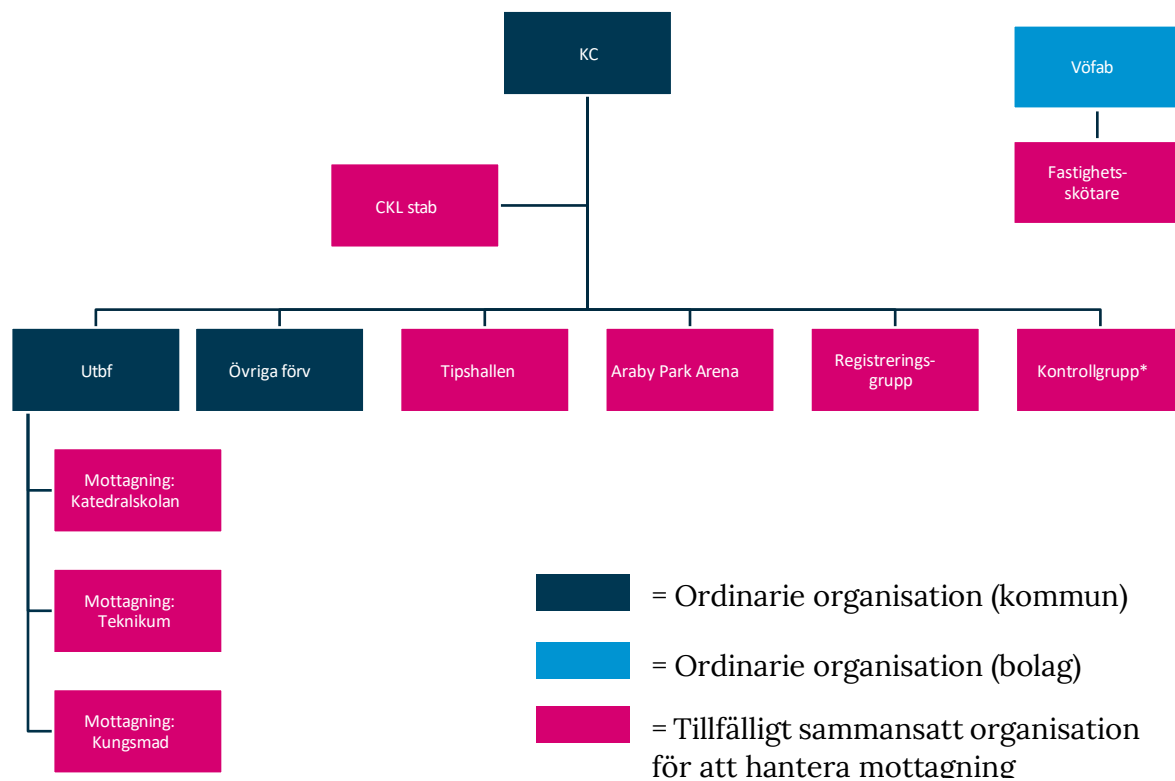 KC
Vöfab
CKL stab
Fastighets-
skötare
Utbf
Övriga förv
Tipshallen
Araby Park Arena
Registrerings-
grupp
Kontrollgrupp*
Mottagning:
Katedralskolan
Mottagning:
Teknikum
Mottagning:
Kungsmad
= Ordinarie organisation (kommun)
= Ordinarie organisation (bolag)
= Tillfälligt sammansatt organisation
för att hantera mottagning